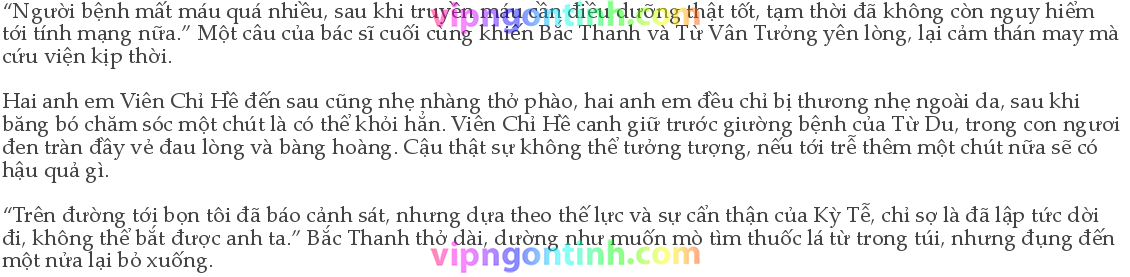 “Người bệnh mất máu quá nhiều, sau khi truyền máu cần điều dưỡng thật tốt, tạm thời đã không còn nguy hiểm
tới tính mạng nữa.” Một câu của bác sĩ cuối cùng khiến Bắc Thanh và Từ Vân Tưởng yên lòng, lại cảm thán may mà
cứu viện kịp thời.
Hai anh em Viên Chỉ Hề đến sau cũng nhẹ nhàng thở phào, hai anh em đều chỉ bị thương nhẹ ngoài da, sau khi
băng bó chăm sóc một chút là có thể khỏi hẳn. Viên Chỉ Hề canh giữ trước giường bệnh của Từ Du, trong con ngươi
đen tràn đầy vẻ đau lòng và bàng hoàng. Cậu thật sự không thể tưởng tượng, nếu tới trễ thêm một chút nữa sẽ có
hậu quả gì.
“Trên đường tới bọn tôi đã báo cảnh sát, nhưng dựa theo thế lực và sự cẩn thận của Kỳ Tễ, chỉ sợ là đã lập tức dời
đi, không thể bắt được anh ta.” Bắc Thanh thở dài, dường như muốn mò tìm thuốc lá từ trong túi, nhưng đụng đến
một nửa lại bỏ xuống.
vipngontinh.com
vipngontinh.com